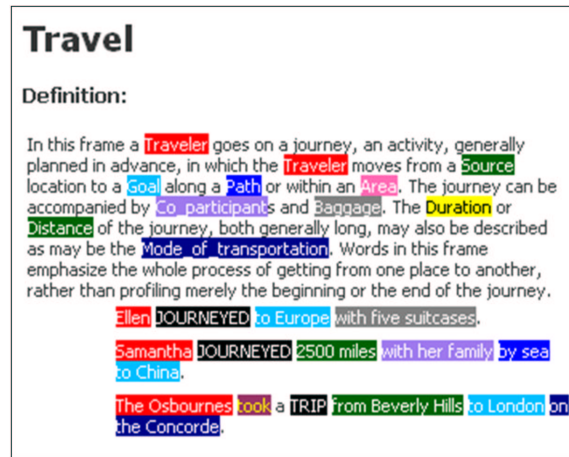 Travel
Definition:
In this frame a Traveler goes on a journey, an activity, generally
planned in advance, in which the Traveler moves from a Source
location to a Goal along a Path or within an Area. The journey can be
accompanied by Co_participants and Baggage. The Duration or
Distance of the journey, both generally long, may also be described
as may be the Mode_of_transportation. Words in this frame
emphasize the whole process of getting from one place to another,
rather than profiling merely the beginning or the end of the journey.
Ellen JOURNEYED to Europe with five suitcases.
Samantha JOURNEYED 2500 miles with her family by sea
to China.
The Osbournes took a TRIP from Beverly Hills to London on
the Concorde.